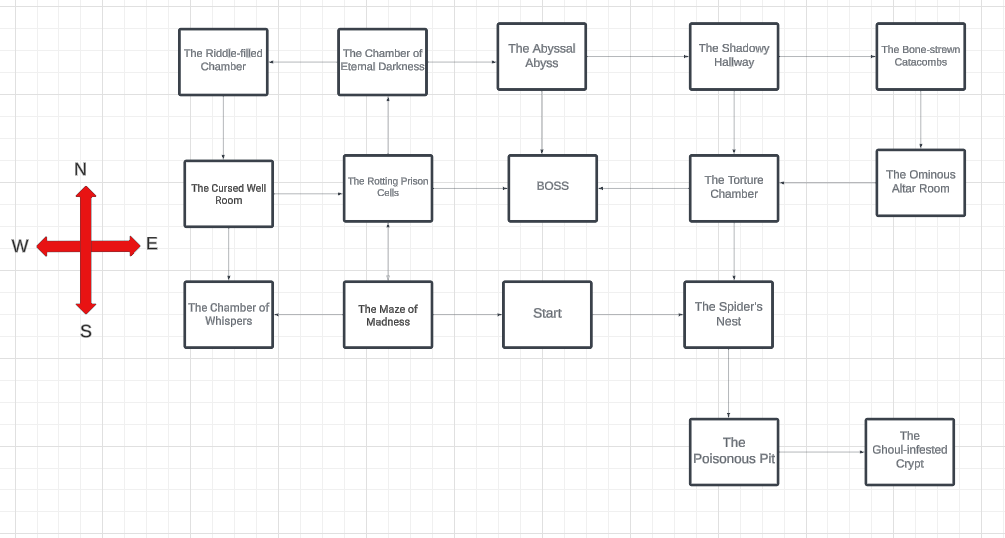 The Riddle-filled
Chamber
The Chamber of
Eternal Darkness
The Abyssal
Abyss
The Shadowy
Hallway
The Bone-strewn
Catacombs
N
W
E
S
The Cursed Well
Room
The Rotting Prison
Cells
BOSS
The Torture
Chamber
The Ominous
Altar Room
The Chamber of
Whispers
The Maze of
Madness
Start
The Spider's
Nest
The
Poisonous Pit
The
Ghoul-infested
Crypt